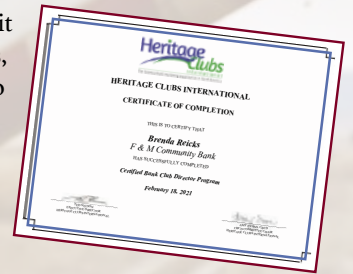 it
,
Heritage
Clubs
HERITAGE CLUBS INTERNATIONAL
CERTIFICATE OF COMPLETION
THIS IS TO CERTIFY THAT
Brenda Reicks
F & M Community Bank
HAS SUCCESSFULLY COMPLETED
Certified Bank Club Director Program
February 18, 2021